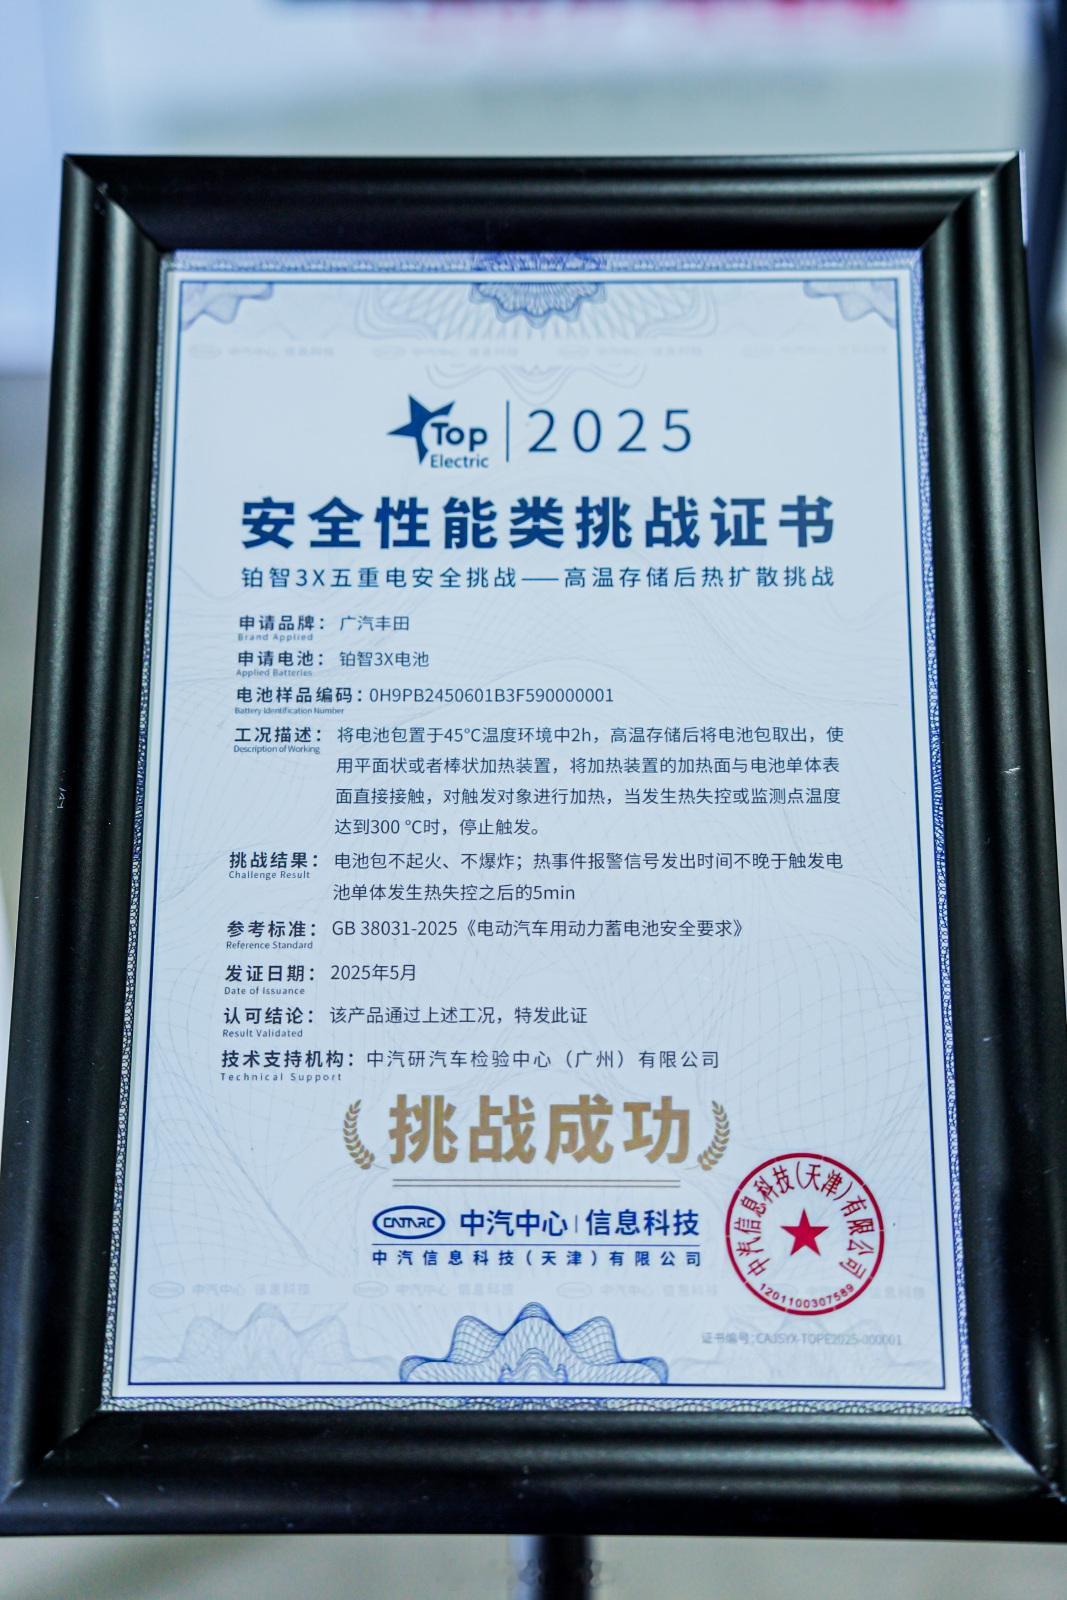 Top
Electric
2025
安全性能类挑战证书
铂智3X五重电安全挑战——高温存储后热扩散挑战
申请品牌：广汽丰田
Brand Applied
申请电池：铂智3X电池
Applied Batteries
电池样品编码：0H9PB2450601B3F590000001
Battery Identification Number
工况描述：将电池包置于45℃温度环境中2h，高温存储后将电池包取出，使
Description of Working
用平面状或者棒状加热装置，将加热装置的加热面与电池单体表
面直接接触，对触发对象进行加热，当发生热失控或监测点温度
达到300 ℃时，停止触发。
挑战结果：电池包不起火、不爆炸；热事件报警信号发出时间不晚于触发电
Challenge Result
池单体发生热失控之后的5min
参考标准：GB 38031-2025《电动汽车用动力蓄电池安全要求》
Reference Standard
发证日期：2025年5月
Date of Issuance
认可结论：该产品通过上述工况，特发此证
Result Validated
技术支持机构：中汽研汽车检验中心（广州）有限公司
Technical Support
挑战成功
CATARC 中汽中心 | 信息科技
中汽信息科技（天津）有限公司
中汽信息科技（天津）有限公司
1201100307589
证书编号：CAJSYX-TOPE2025-000001